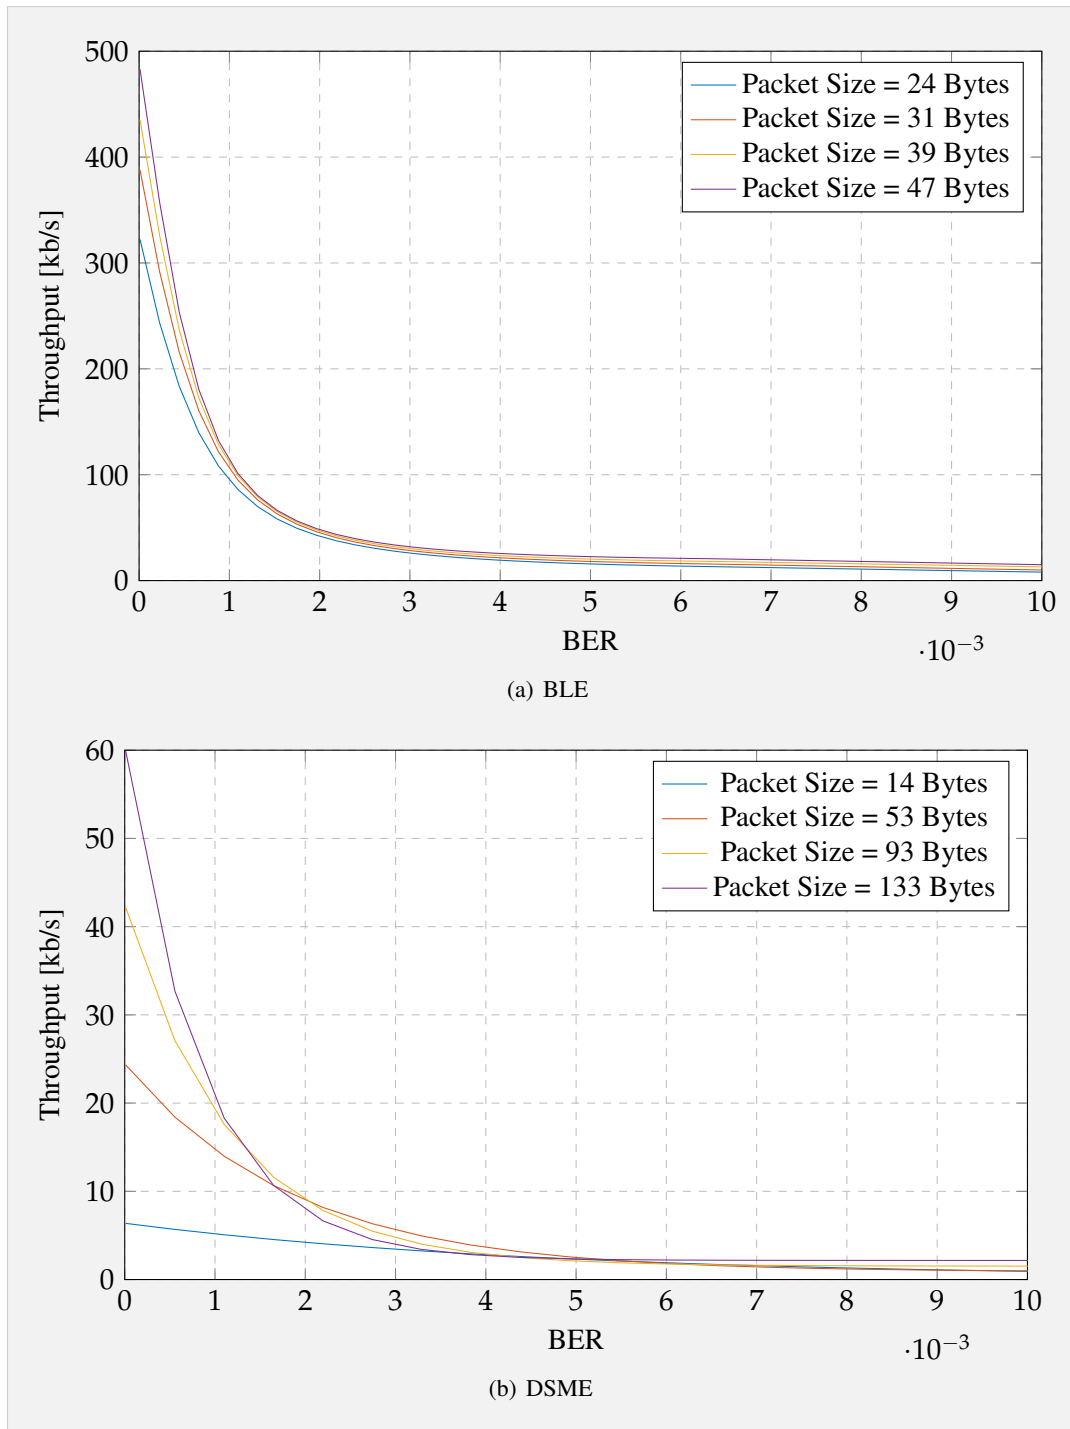 500
400
300
200
100
0
Throughput [kb/s]
Packet Size = 24 Bytes
Packet Size = 31 Bytes
Packet Size = 39 Bytes
Packet Size = 47 Bytes
0 1 2 3 4 5 6 7 8 9 10
BER
·10−3
(a) BLE
60
50
40
30
20
10
0
Throughput [kb/s]
Packet Size = 14 Bytes
Packet Size = 53 Bytes
Packet Size = 93 Bytes
Packet Size = 133 Bytes
0 1 2 3 4 5 6 7 8 9 10
BER
·10−3
(b) DSME